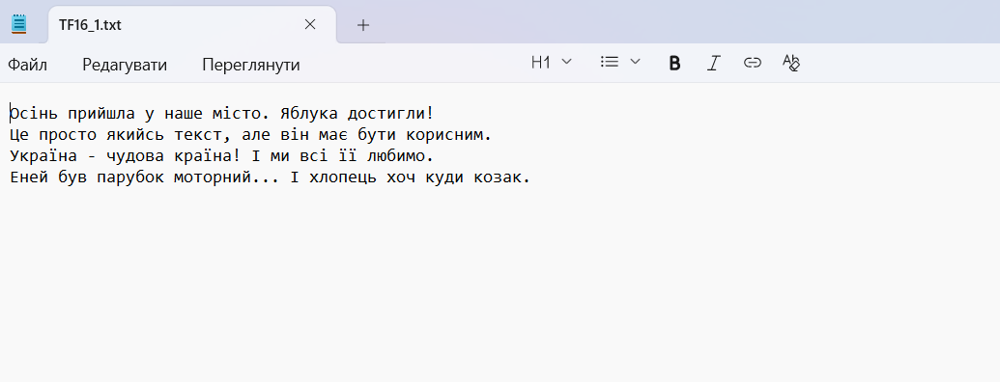 TF16_1.txt
Файл Редагувати Переглянути H1 B I A
Осінь прийшла у наше місто. Яблука достигли!
Це просто якийсь текст, але він має бути корисним.
Україна - чудова країна! І ми всі її любимо.
Еней був парубок моторний... І хлопець хоч куди козак.